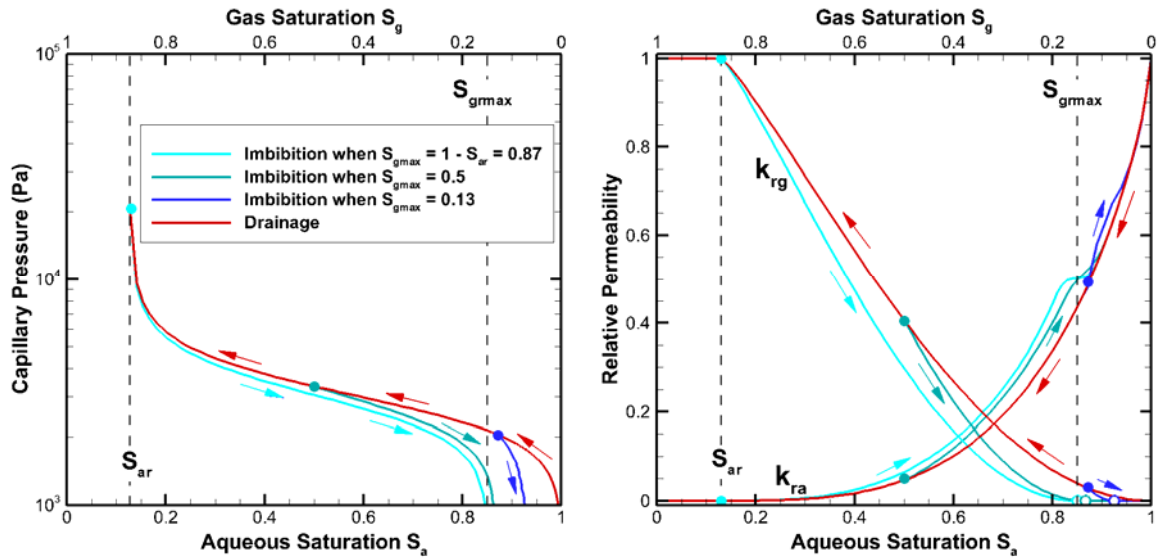 Gas Saturation S_g
1 0.8 0.6 0.4 0.2 0
10^5
10^4
10^3
Capillary Pressure (Pa)
S_grmax
Imbibition when S_gmax = 1 - S_ar = 0.87
Imbibition when S_gmax = 0.5
Imbibition when S_gmax = 0.13
Drainage
S_ar
0 0.2 0.4 0.6 0.8 1
Aqueous Saturation S_a
Gas Saturation S_g
1 0.8 0.6 0.4 0.2 0
1
0.8
0.6
0.4
0.2
0
Relative Permeability
S_grmax
k_rg
S_ar
k_ra
0 0.2 0.4 0.6 0.8 1
Aqueous Saturation S_a